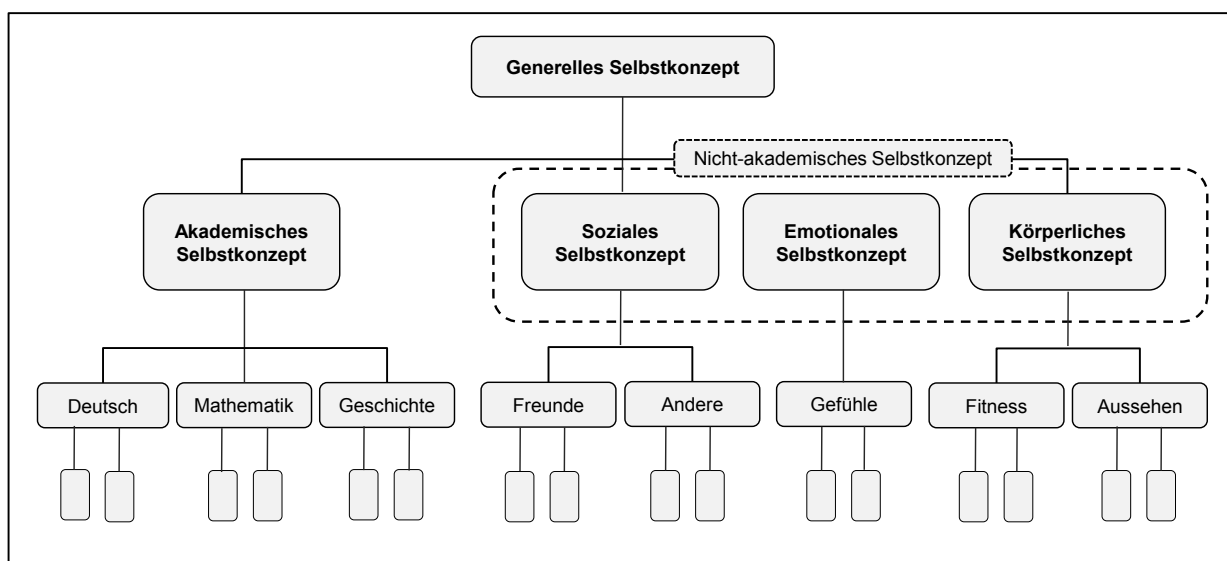 Generelles Selbstkonzept
Nicht-akademisches Selbstkonzept
Akademisches
Selbstkonzept
Soziales
Selbstkonzept
Emotionales
Selbstkonzept
Körperliches
Selbstkonzept
Deutsch
Mathematik
Geschichte
Freunde
Andere
Gefühle
Fitness
Aussehen